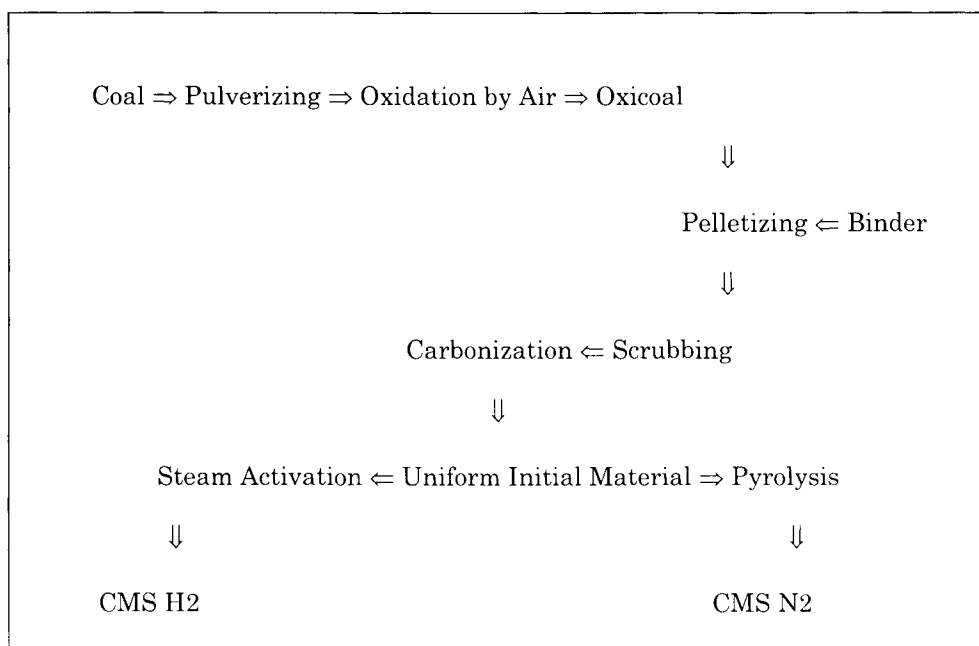 Coal ⇒ Pulverizing ⇒ Oxidation by Air ⇒ Oxicoal
⇓
Pelletizing ⇐ Binder
⇓
Carbonization ⇐ Scrubbing
⇓
Steam Activation ⇐ Uniform Initial Material ⇒ Pyrolysis
⇓ ⇓
CMS H2 CMS N2